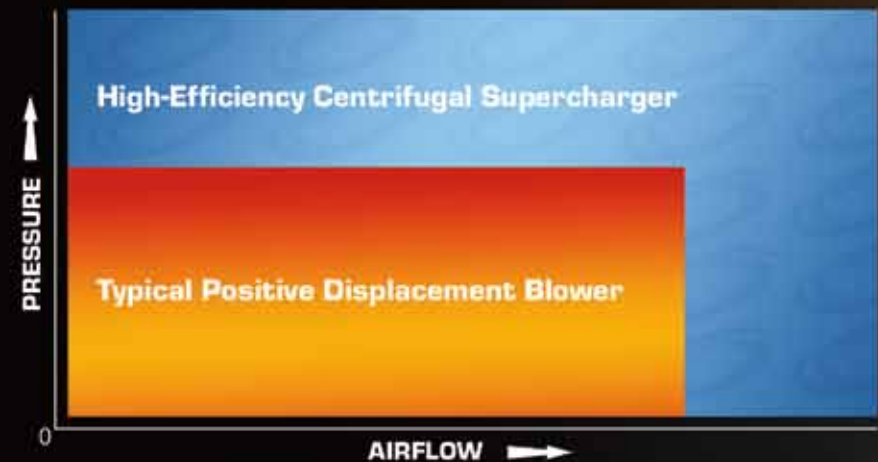 High-Efficiency Centrifugal Supercharger
Typical Positive Displacement Blower
PRESSURE
0
AIRFLOW